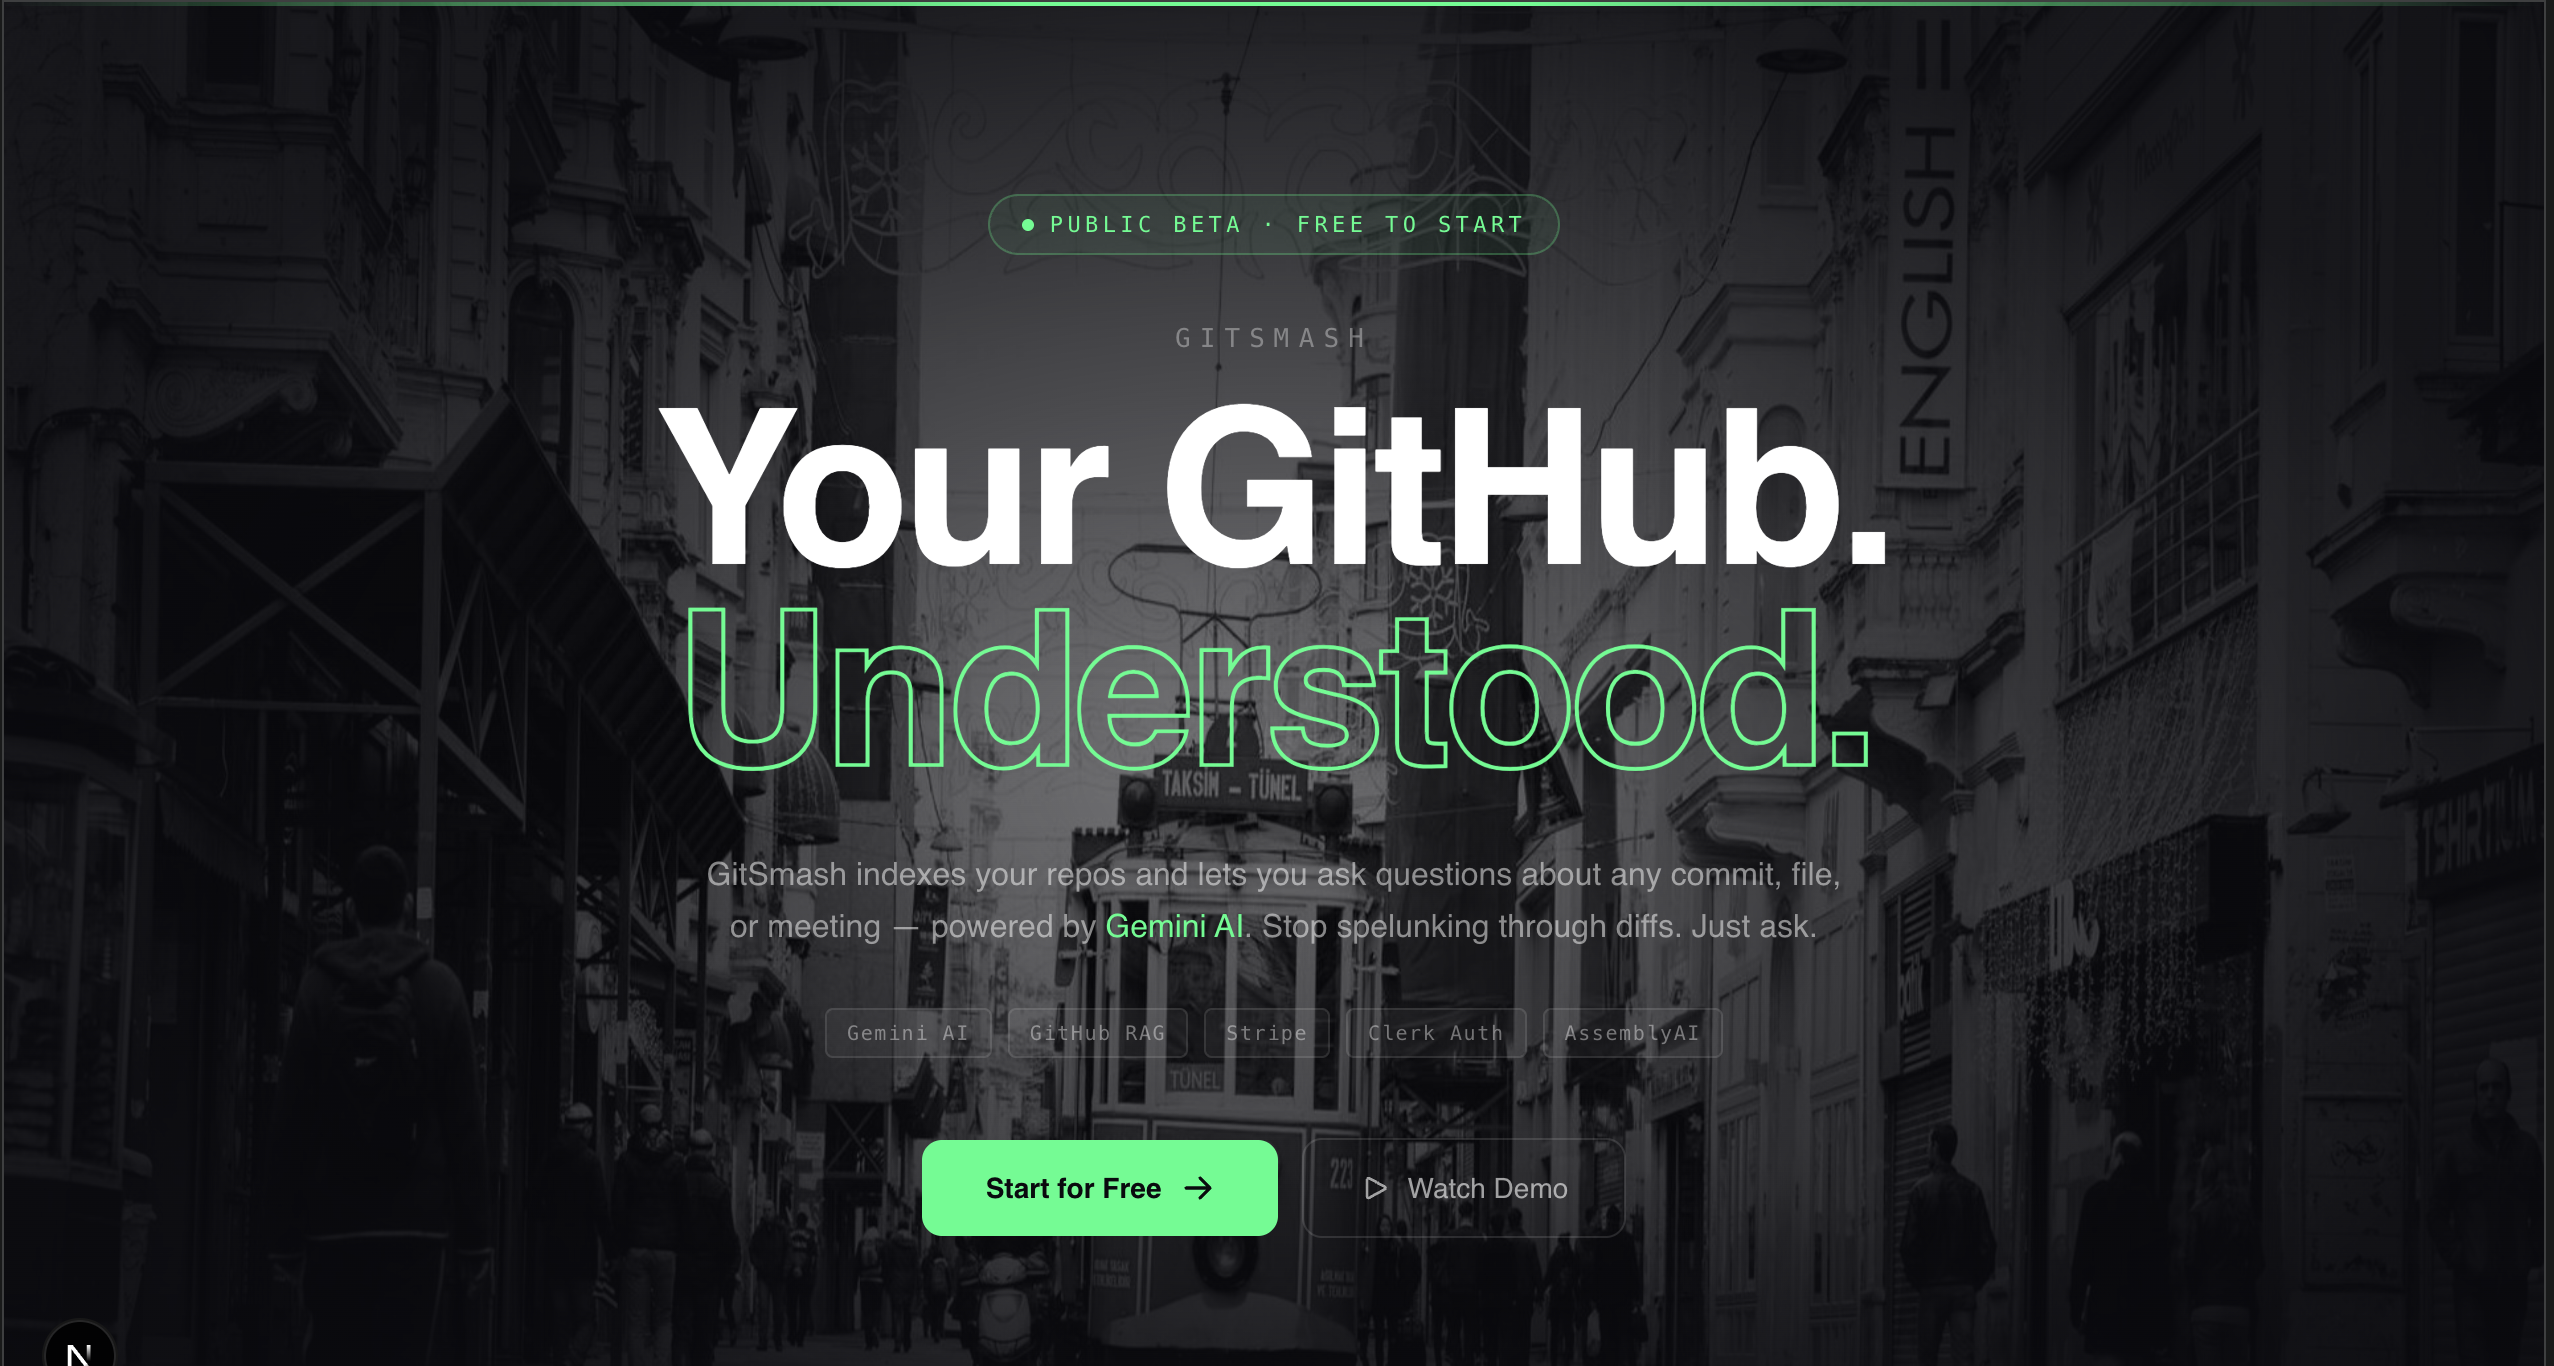 PUBLIC BETA · FREE TO START
ENGLISH
GITSMASH
Your GitHub.
Understood.
TAKSİM – TÜNEL
GitSmash indexes your repos and lets you ask questions about any commit, file,
or meeting — powered by Gemini AI. Stop spelunking through diffs. Just ask.
Gemini AI
GitHub RAG
Stripe
Clerk Auth
AssemblyAI
TÜNEL
Start for Free →
Watch Demo
223
N